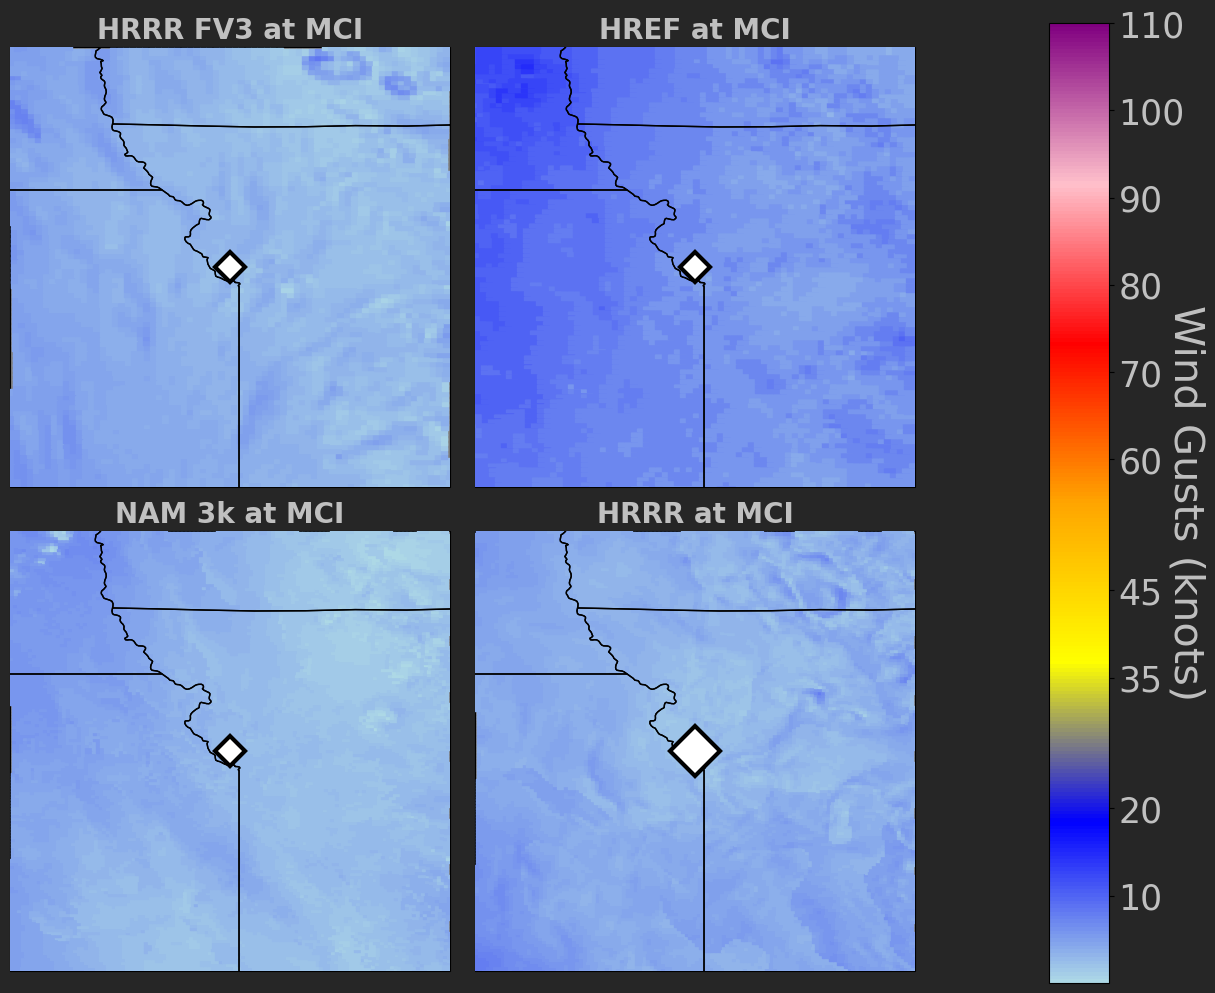 HRRR FV3 at MCI
HREF at MCI
NAM 3k at MCI
HRRR at MCI
110
100
90
80
70
60
45
35
20
10
Wind Gusts (knots)